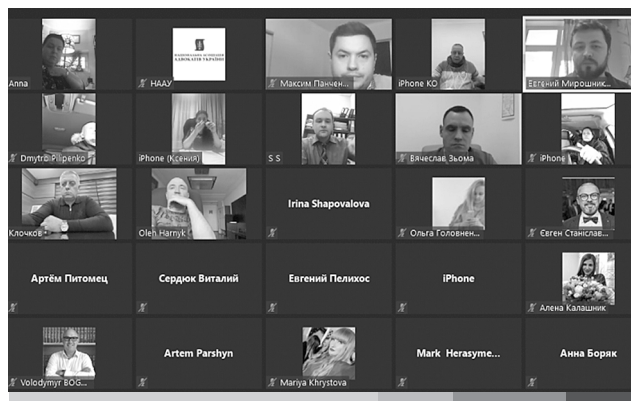 Anna
НААУ
Максим Панчен...
iPhone КО
Евгений Мирошник...
Dmytro Pilipenko
iPhone (Ксения)
S S
Вячеслав Зьома
iPhone
Клочков
Oleh Harnyk
Irina Shapovalova
Ольга Головнен...
Євген Станіслав...
Артём Питомец
Сердюк Виталий
Евгений Пелихос
iPhone
Алена Калашник
Volodymyr BOG...
Artem Parshyn
Mariya Khrystova
Mark Herasyme...
Анна Боряк